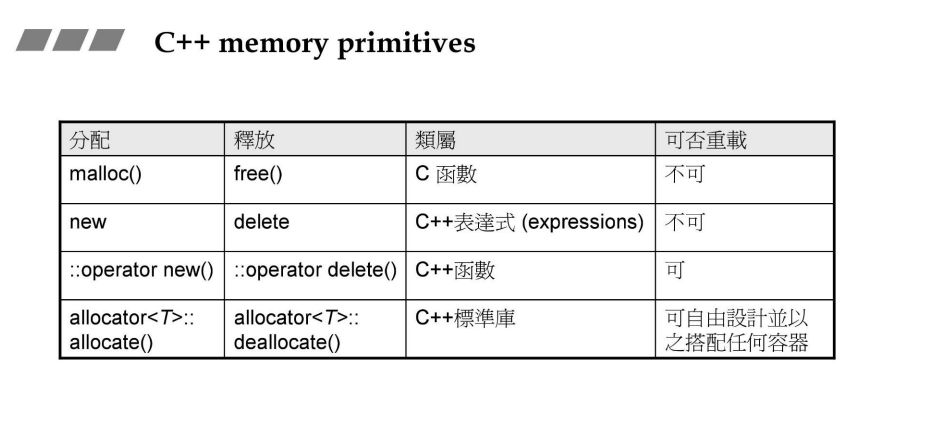 C++ memory primitives
分配 釋放 類屬 可否重載
malloc() free() C 函數 不可
new delete C++表達式 (expressions) 不可
::operator new() ::operator delete() C++函數 可
allocator<T>:: allocator<T>:: C++標準庫 可自由設計並以
allocate() deallocate() 之搭配任何容器